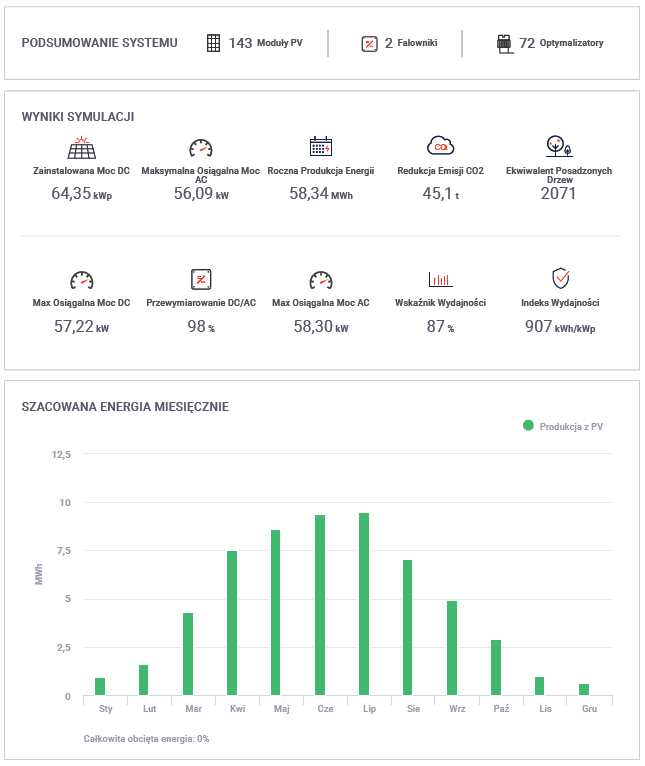 PODSUMOWANIE SYSTEMU
143 Moduły PV
2 Falowniki
72 Optymalizatory
WYNIKI SYMULACJI
Zainstalowana Moc DC
64,35 kWp
Maksymalna Osiągalna Moc
AC
56,09 kW
Roczna Produkcja Energii
58,34 MWh
Redukcja Emisji CO2
45,1 t
Ekwiwalent Posadzonych
Drzew
2071
Max Osiągalna Moc DC
57,22 kW
Przewymiarowanie DC/AC
98 %
Max Osiągalna Moc AC
58,30 kW
Wskaźnik Wydajności
87 %
Indeks Wydajności
907 kWh/kWp
SZACOWANA ENERGIA MIESIĘCZNIE
Produkcja z PV
12,5
10
7,5
MWh
5
2,5
0
Sty Lut Mar Kwi Maj Cze Lip Sie Wrz Paź Lis Gru
Całkowita obcięta energia: 0%